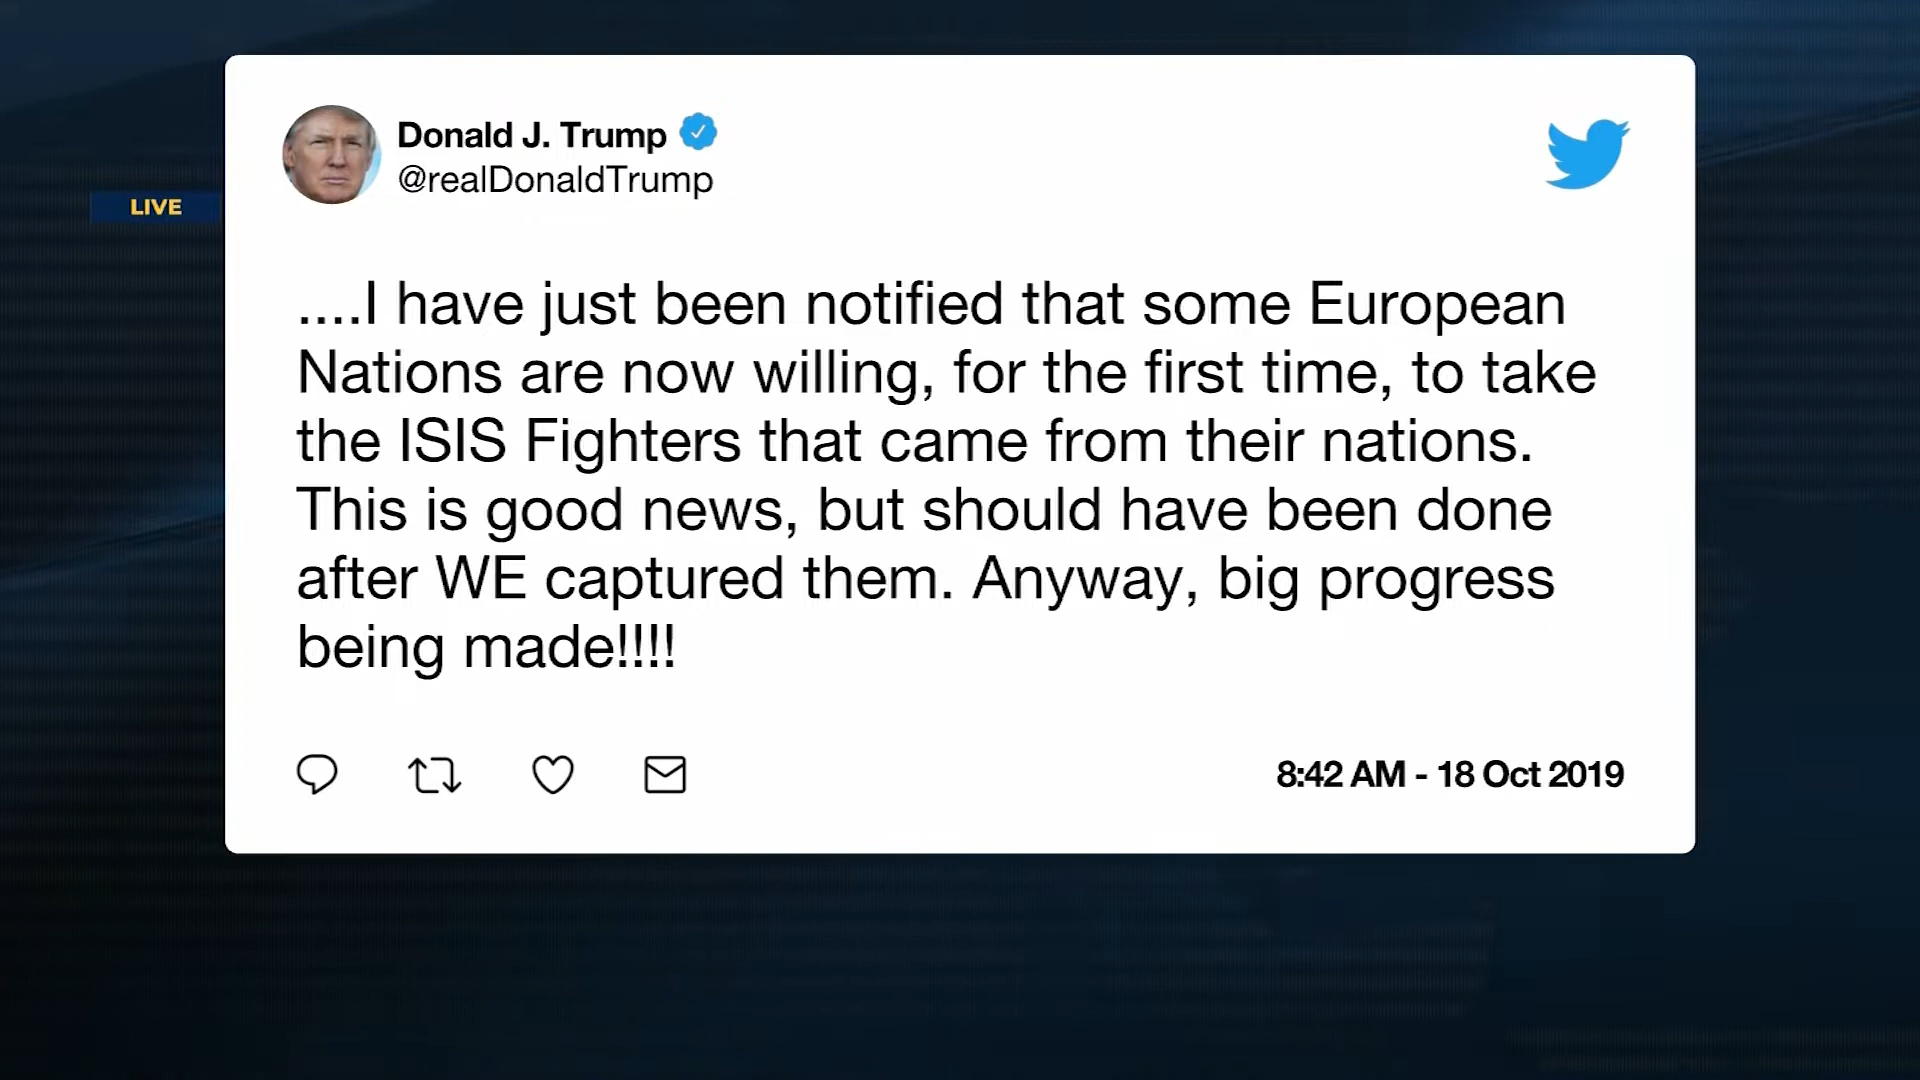 Donald J. Trump
@realDonaldTrump
LIVE
....I have just been notified that some European
Nations are now willing, for the first time, to take
the ISIS Fighters that came from their nations.
This is good news, but should have been done
after WE captured them. Anyway, big progress
being made!!!!
8:42 AM - 18 Oct 2019